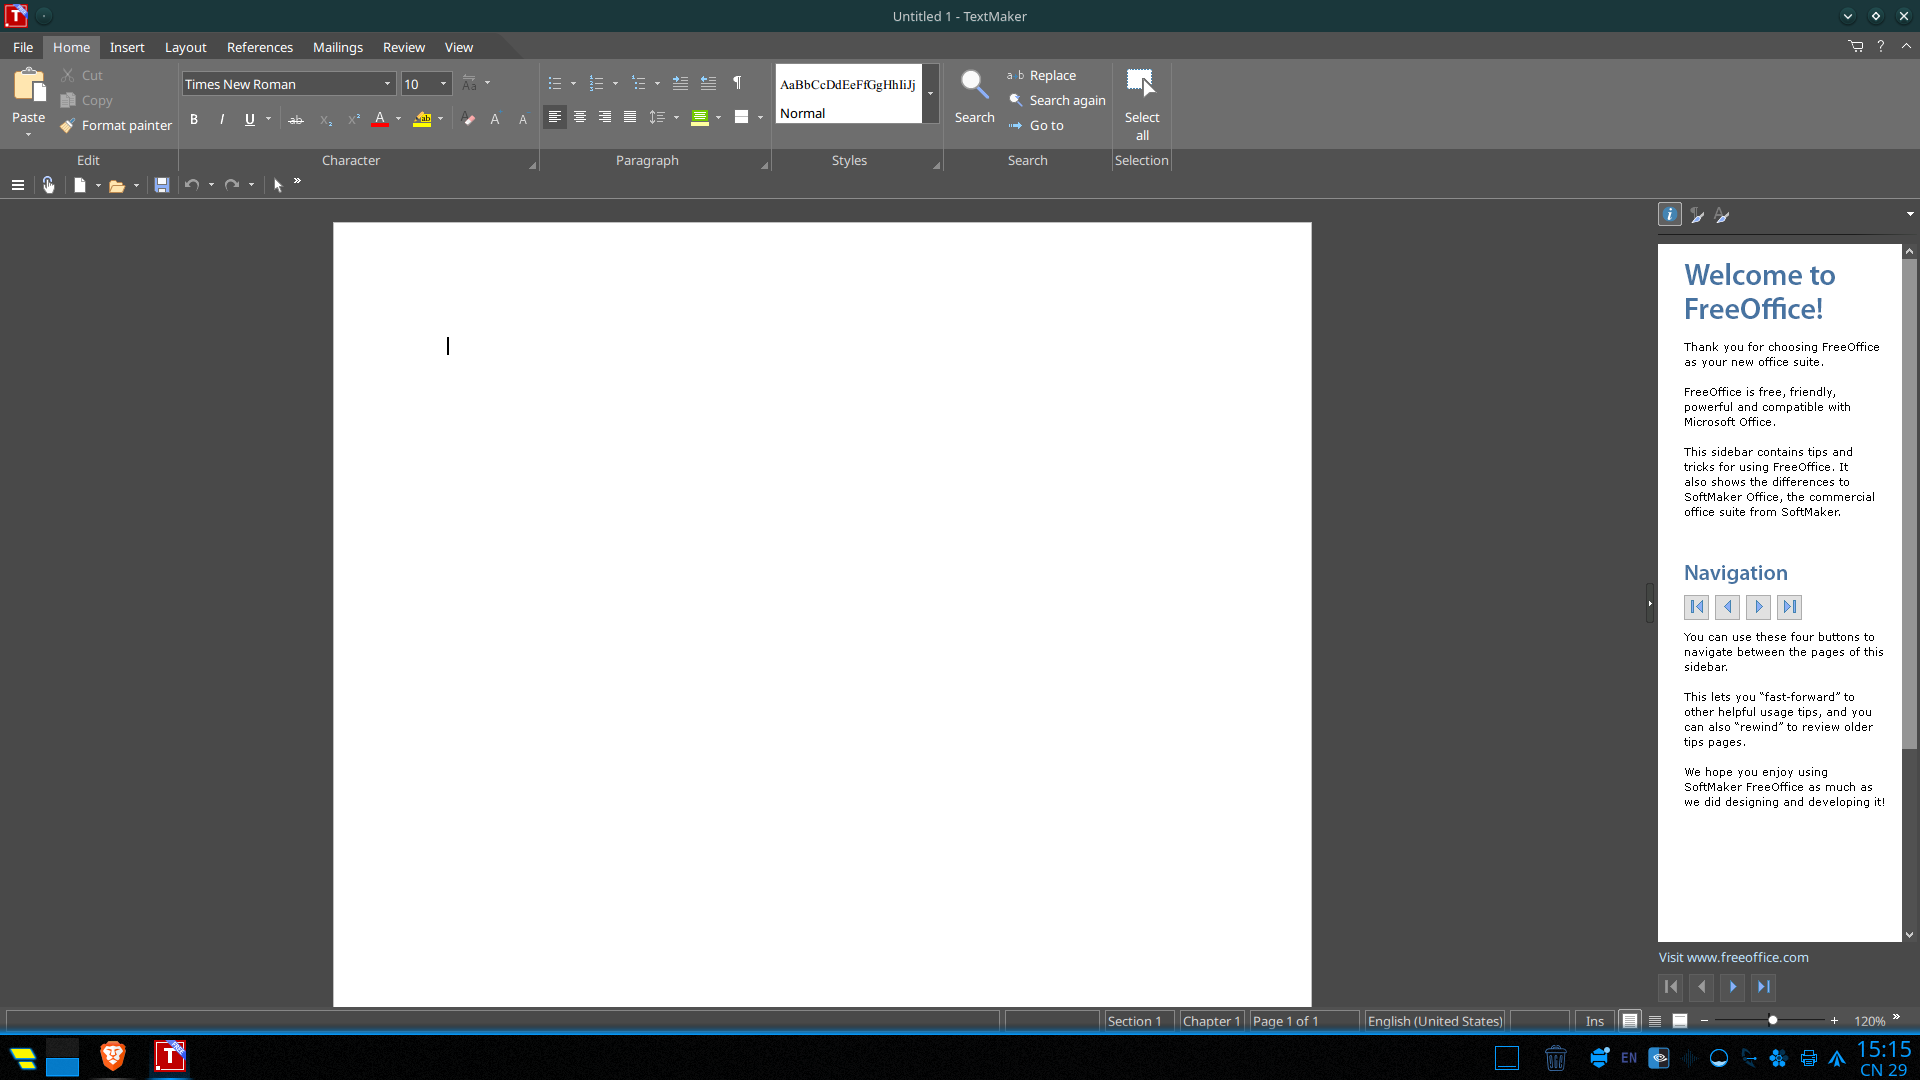 Untitled 1 - TextMaker
File Home Insert Layout References Mailings Review View
Paste
Cut
Copy
Format painter
Edit
Times New Roman 10
Character
Paragraph
AaBbCcDdEeFfGgHhIiJj
Normal
Styles
Search
Replace
Search again
Go to
Search
Select
all
Selection
Welcome to
FreeOffice!
Thank you for choosing FreeOffice
as your new office suite.
FreeOffice is free, friendly,
powerful and compatible with
Microsoft Office.
This sidebar contains tips and
tricks for using FreeOffice. It
also shows the differences to
SoftMaker Office, the commercial
office suite from SoftMaker.
Navigation
You can use these four buttons to
navigate between the pages of this
sidebar.
This lets you “fast-forward” to
other helpful usage tips, and you
can also “rewind” to review older
tips pages.
We hope you enjoy using
SoftMaker FreeOffice as much as
we did designing and developing it!
Visit www.freeoffice.com
Section 1 Chapter 1 Page 1 of 1 English (United States) Ins 120%
EN
15:15
CN 29